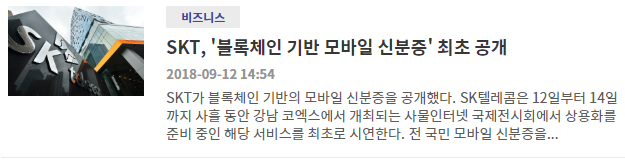 비즈니스
SKT, '블록체인 기반 모바일 신분증' 최초 공개
2018-09-12 14:54
SKT가 블록체인 기반의 모바일 신분증을 공개했다. SK텔레콤은 12일부터 14일
까지 사흘 동안 강남 코엑스에서 개최되는 사물인터넷 국제전시회에서 상용화를
준비 중인 해당 서비스를 최초로 시연한다. 전 국민 모바일 신분증을...
SK